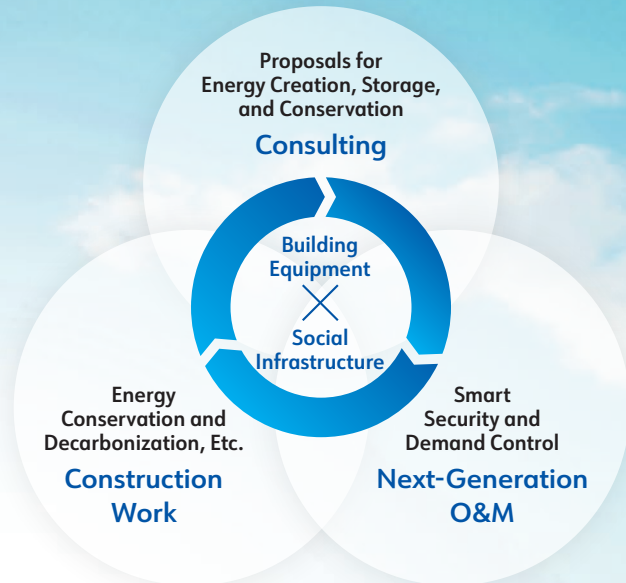 Proposals for
Energy Creation, Storage,
and Conservation
Consulting
Building
Equipment
×
Social
Infrastructure
Energy
Conservation and
Decarbonization, Etc.
Construction
Work
Smart
Security and
Demand Control
Next-Generation
O&M